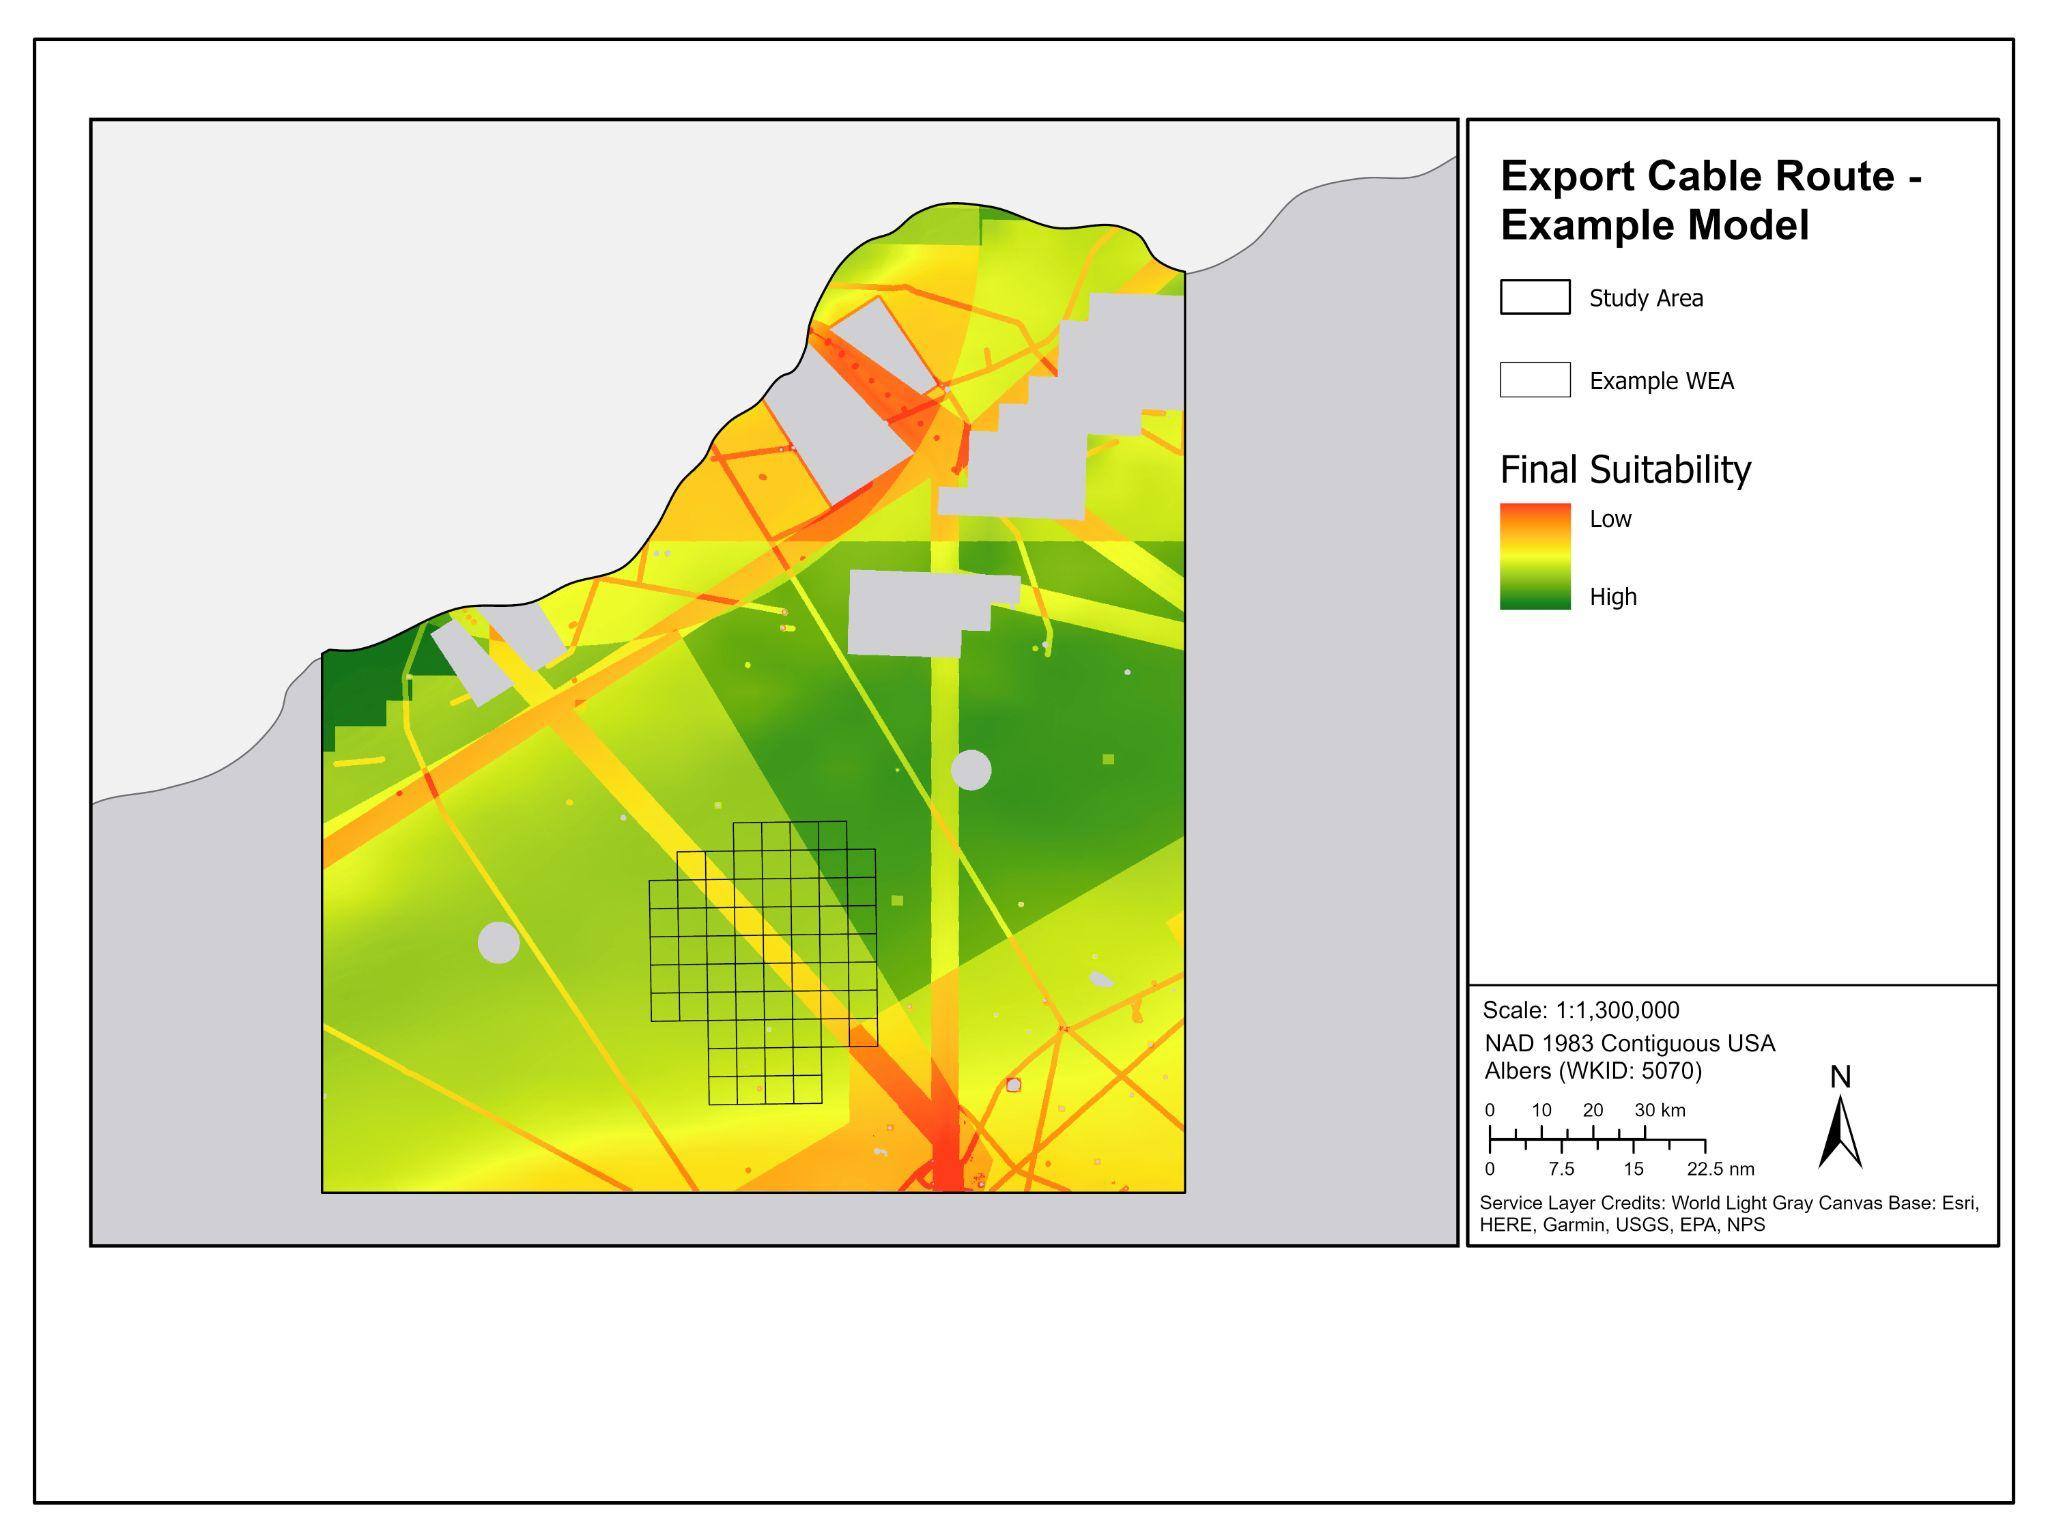 Export Cable Route -
Example Model
Study Area
Example WEA
Final Suitability
Low
High
Scale: 1:1,300,000
NAD 1983 Contiguous USA
Albers (WKID: 5070)
N
0 10 20 30 km
0 7.5 15 22.5 nm
Service Layer Credits: World Light Gray Canvas Base: Esri,
HERE, Garmin, USGS, EPA, NPS